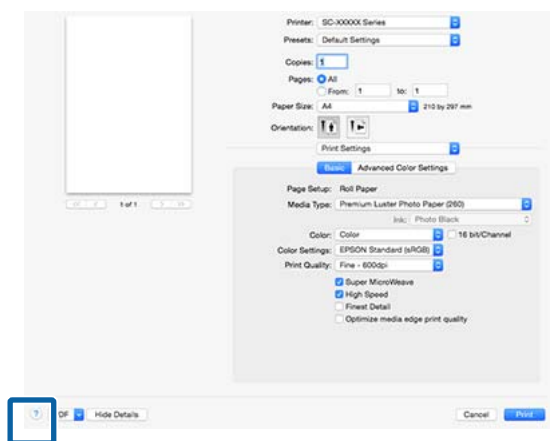 Printer: SC-XXXXX Series
Presets: Default Settings
Copies: 1
Pages: All
From: 1 to: 1
Paper Size: A4 210 by 297 mm
Orientation:
Print Settings
Basic Advanced Color Settings
Page Setup: Roll Paper
Media Type: Premium Luster Photo Paper (260)
Ink: Photo Black
Color: Color 16 bit/Channel
Color Settings: EPSON Standard (sRGB)
Print Quality: Fine - 600dpi
Super MicroWeave
High Speed
Finest Detail
Optimize media edge print quality
1 of 1
? DF Hide Details Cancel Print